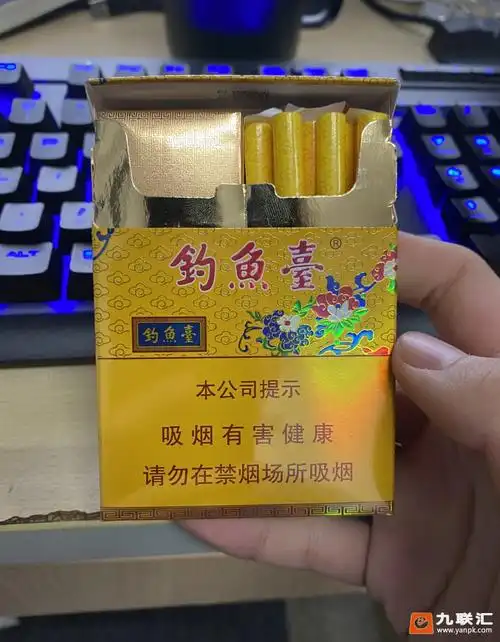 釣魚臺®
釣魚臺
本公司提示
吸烟有害健康
请勿在禁烟场所吸烟
ALT
九联汇
www.yanpk.com